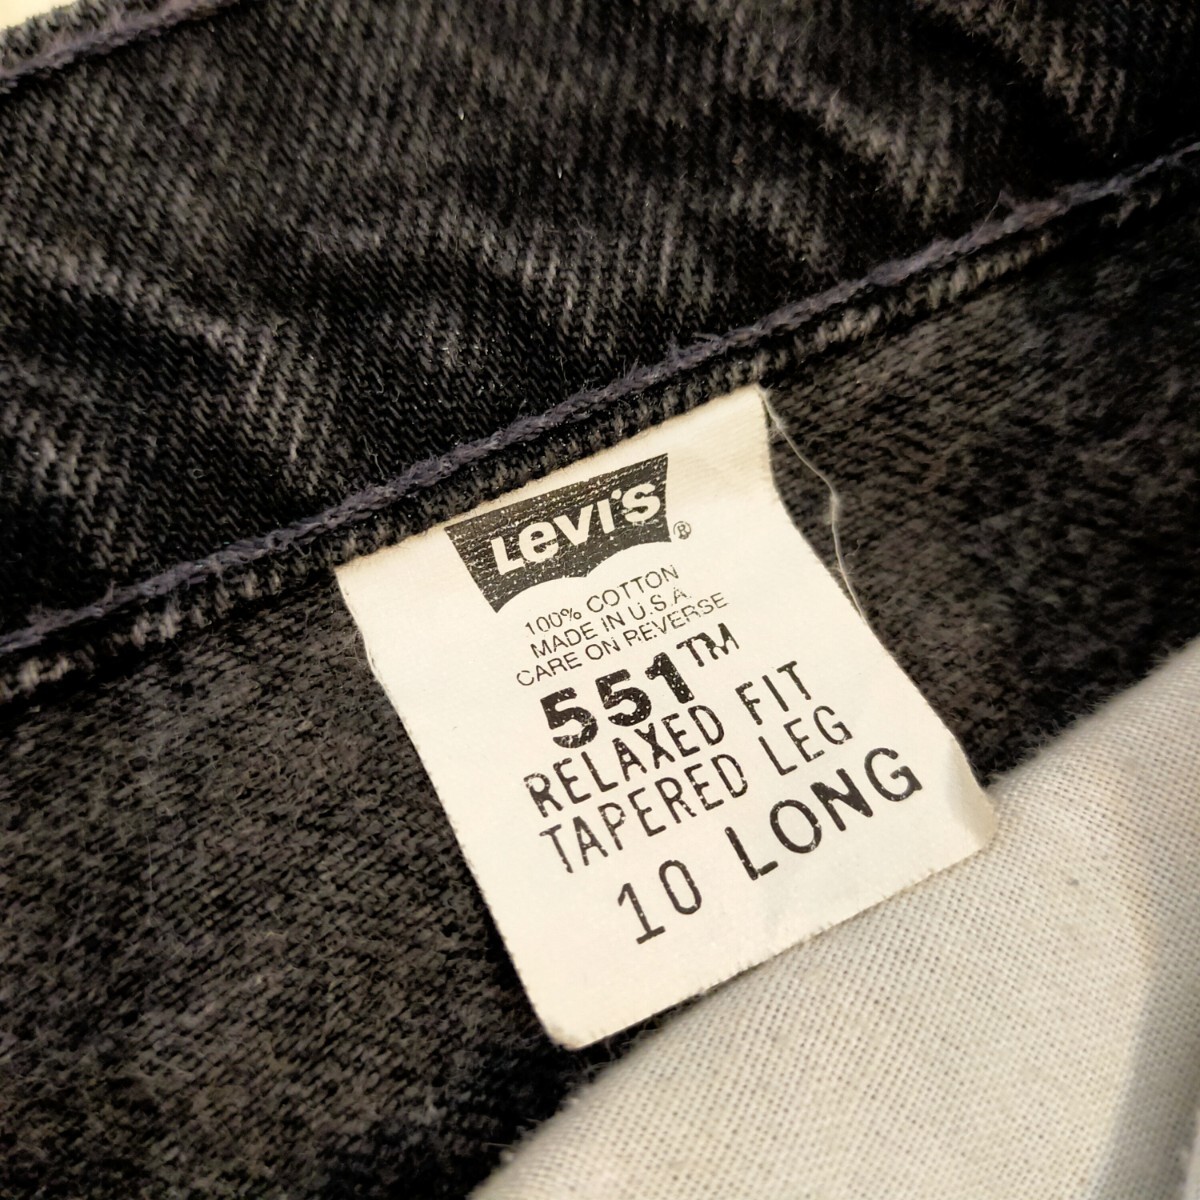 Levi's®
100% COTTON
MADE IN U.S.A.
CARE ON REVERSE
551™
RELAXED FIT
TAPERED LEG
10 LONG